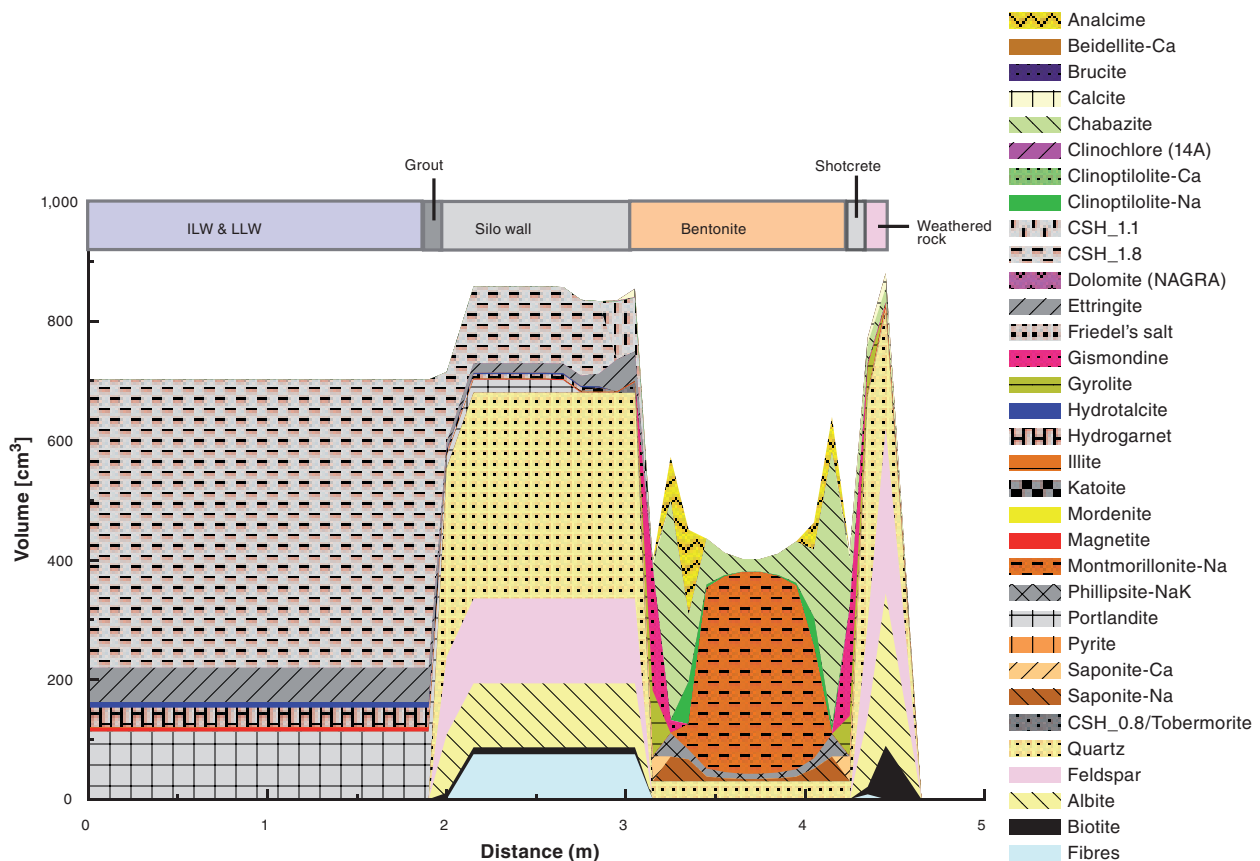 Grout
Shotcrete
ILW & LLW
Silo wall
Bentonite
Weathered
rock
Volume [cm³]
1,000
800
600
400
200
0
0
1
2
3
4
5
Distance (m)
Analcime
Beidellite-Ca
Brucite
Calcite
Chabazite
Clinochlore (14A)
Clinoptilolite-Ca
Clinoptilolite-Na
CSH_1.1
CSH_1.8
Dolomite (NAGRA)
Ettringite
Friedel's salt
Gismondine
Gyrolite
Hydrotalcite
Hydrogarnet
Illite
Katoite
Mordenite
Magnetite
Montmorillonite-Na
Phillipsite-NaK
Portlandite
Pyrite
Saponite-Ca
Saponite-Na
CSH_0.8/Tobermorite
Quartz
Feldspar
Albite
Biotite
Fibres